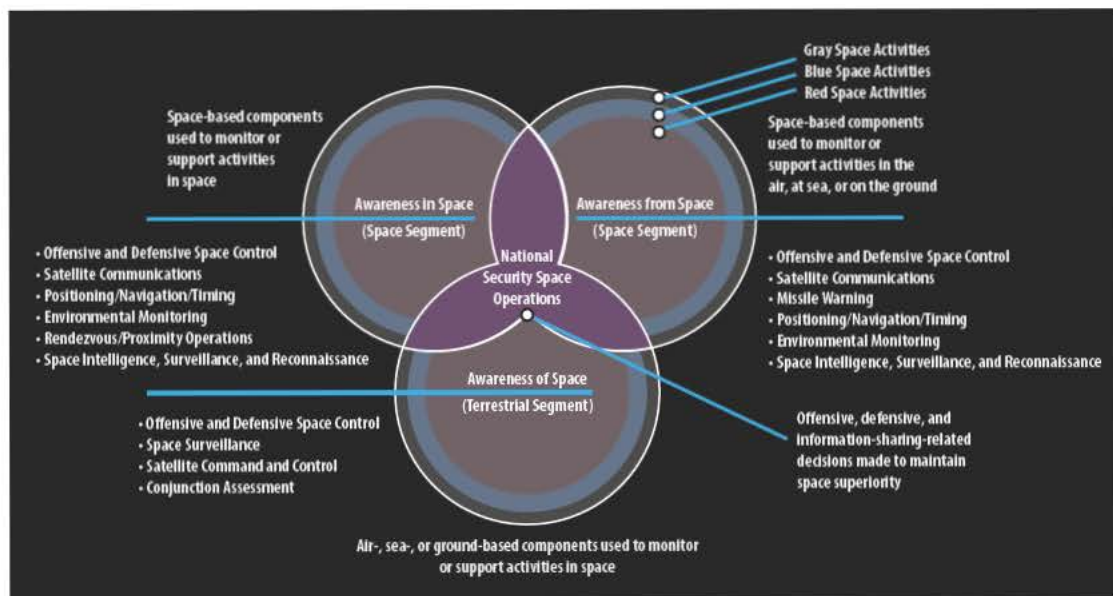 Gray Space Activities
Blue Space Activities
Red Space Activities
Space-based components
used to monitor or
support activities
in space
Space-based components
used to monitor or
support activities in the
air, at sea, or on the ground
Awareness in Space
(Space Segment)
Awareness from Space
(Space Segment)
National
Security Space
Operations
• Offensive and Defensive Space Control
• Satellite Communications
• Positioning/Navigation/Timing
• Environmental Monitoring
• Rendezvous/Proximity Operations
• Space Intelligence, Surveillance, and Reconnaissance
• Offensive and Defensive Space Control
• Satellite Communications
• Missile Warning
• Positioning/Navigation/Timing
• Environmental Monitoring
• Space Intelligence, Surveillance, and Reconnaissance
Awareness of Space
(Terrestrial Segment)
• Offensive and Defensive Space Control
• Space Surveillance
• Satellite Command and Control
• Conjunction Assessment
Offensive, defensive, and
information-sharing-related
decisions made to maintain
space superiority
Air-, sea-, or ground-based components used to monitor
or support activities in space